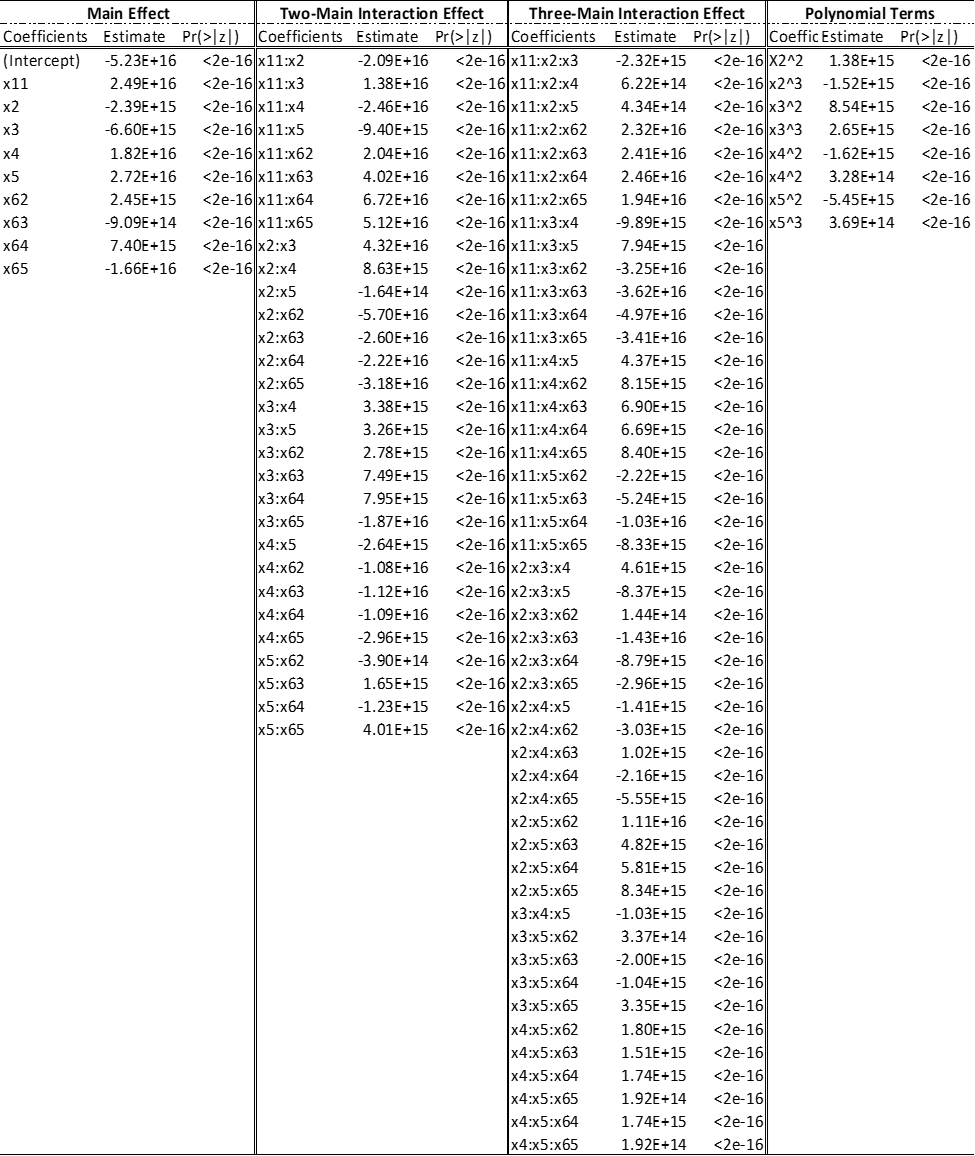 Main Effect Two-Main Interaction Effect Three-Main Interaction Effect Polynomial Terms
Coefficients Estimate Pr(>|z|) Coefficients Estimate Pr(>|z|) Coefficients Estimate Pr(>|z|) Coeffic Estimate Pr(>|z|)
(Intercept) -5.23E+16 <2e-16 x11:x2 -2.09E+16 <2e-16 x11:x2:x3 -2.32E+15 <2e-16 X2^2 1.38E+15 <2e-16
x11 2.49E+16 <2e-16 x11:x3 1.38E+16 <2e-16 x11:x2:x4 6.22E+14 <2e-16 x2^3 -1.52E+15 <2e-16
x2 -2.39E+15 <2e-16 x11:x4 -2.46E+16 <2e-16 x11:x2:x5 4.34E+14 <2e-16 x3^2 8.54E+15 <2e-16
x3 -6.60E+15 <2e-16 x11:x5 -9.40E+15 <2e-16 x11:x2:x62 2.32E+16 <2e-16 x3^3 2.65E+15 <2e-16
x4 1.82E+16 <2e-16 x11:x62 2.04E+16 <2e-16 x11:x2:x63 2.41E+16 <2e-16 x4^2 -1.62E+15 <2e-16
x5 2.72E+16 <2e-16 x11:x63 4.02E+16 <2e-16 x11:x2:x64 2.46E+16 <2e-16 x4^2 3.28E+14 <2e-16
x62 2.45E+15 <2e-16 x11:x64 6.72E+16 <2e-16 x11:x2:x65 1.94E+16 <2e-16 x5^2 -5.45E+15 <2e-16
x63 -9.09E+14 <2e-16 x11:x65 5.12E+16 <2e-16 x11:x3:x4 -9.89E+15 <2e-16 x5^3 3.69E+14 <2e-16
x64 7.40E+15 <2e-16 x2:x3 4.32E+16 <2e-16 x11:x3:x5 7.94E+15 <2e-16
x65 -1.66E+16 <2e-16 x2:x4 8.63E+15 <2e-16 x11:x3:x62 -3.25E+16 <2e-16
x2:x5 -1.64E+14 <2e-16 x11:x3:x63 -3.62E+16 <2e-16
x2:x62 -5.70E+16 <2e-16 x11:x3:x64 -4.97E+16 <2e-16
x2:x63 -2.60E+16 <2e-16 x11:x3:x65 -3.41E+16 <2e-16
x2:x64 -2.22E+16 <2e-16 x11:x4:x5 4.37E+15 <2e-16
x2:x65 -3.18E+16 <2e-16 x11:x4:x62 8.15E+15 <2e-16
x3:x4 3.38E+15 <2e-16 x11:x4:x63 6.90E+15 <2e-16
x3:x5 3.26E+15 <2e-16 x11:x4:x64 6.69E+15 <2e-16
x3:x62 2.78E+15 <2e-16 x11:x4:x65 8.40E+15 <2e-16
x3:x63 7.49E+15 <2e-16 x11:x5:x62 -2.22E+15 <2e-16
x3:x64 7.95E+15 <2e-16 x11:x5:x63 -5.24E+15 <2e-16
x3:x65 -1.87E+16 <2e-16 x11:x5:x64 -1.03E+16 <2e-16
x4:x5 -2.64E+15 <2e-16 x11:x5:x65 -8.33E+15 <2e-16
x4:x62 -1.08E+16 <2e-16 x2:x3:x4 4.61E+15 <2e-16
x4:x63 -1.12E+16 <2e-16 x2:x3:x5 -8.37E+15 <2e-16
x4:x64 -1.09E+16 <2e-16 x2:x3:x62 1.44E+14 <2e-16
x4:x65 -2.96E+15 <2e-16 x2:x3:x63 -1.43E+16 <2e-16
x5:x62 -3.90E+14 <2e-16 x2:x3:x64 -8.79E+15 <2e-16
x5:x63 1.65E+15 <2e-16 x2:x3:x65 -2.96E+15 <2e-16
x5:x64 -1.23E+15 <2e-16 x2:x4:x5 -1.41E+15 <2e-16
x5:x65 4.01E+15 <2e-16 x2:x4:x62 -3.03E+15 <2e-16
x2:x4:x63 1.02E+15 <2e-16
x2:x4:x64 -2.16E+15 <2e-16
x2:x4:x65 -5.55E+15 <2e-16
x2:x5:x62 1.11E+16 <2e-16
x2:x5:x63 4.82E+15 <2e-16
x2:x5:x64 5.81E+15 <2e-16
x2:x5:x65 8.34E+15 <2e-16
x3:x4:x5 -1.03E+15 <2e-16
x3:x5:x62 3.37E+14 <2e-16
x3:x5:x63 -2.00E+15 <2e-16
x3:x5:x64 -1.04E+15 <2e-16
x3:x5:x65 3.35E+15 <2e-16
x4:x5:x62 1.80E+15 <2e-16
x4:x5:x63 1.51E+15 <2e-16
x4:x5:x64 1.74E+15 <2e-16
x4:x5:x65 1.92E+14 <2e-16
x4:x5:x64 1.74E+15 <2e-16
x4:x5:x65 1.92E+14 <2e-16